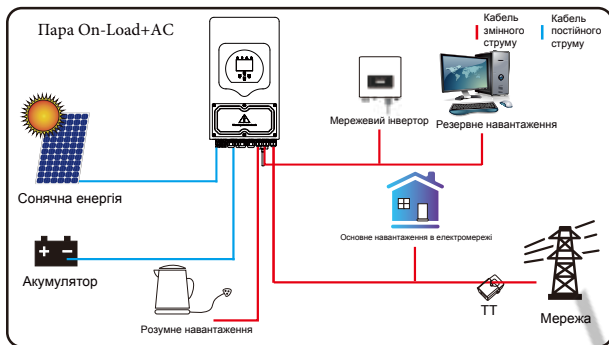 Пара On-Load+AC
Кабель
змінного
струму
Кабель
постійного
струму
Мережевий інвертор
Резервне навантаження
Сонячна енергія
Основне навантаження в електромережі
Акумулятор
ТТ
Розумне навантаження
Мережа